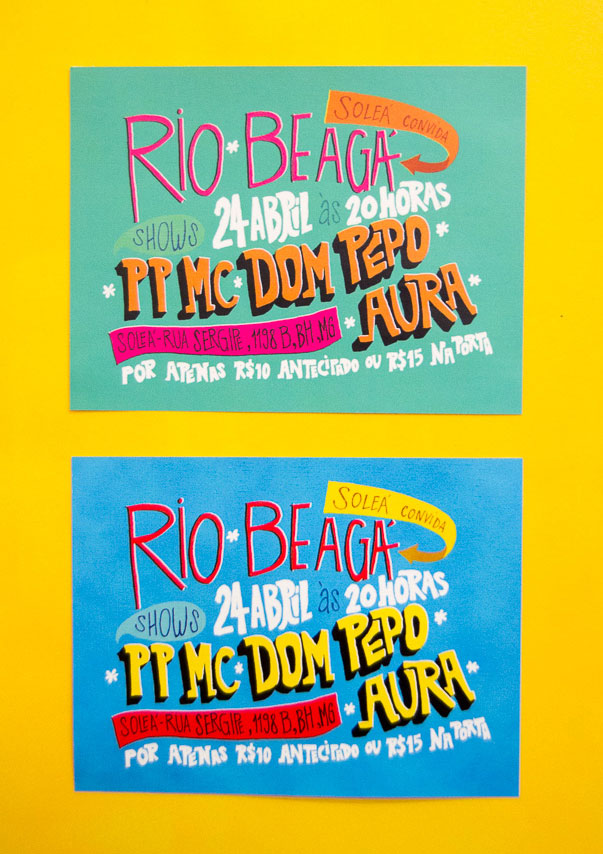 SOLEÁ CONVIDA
RIO * BEAGÁ
24 ABRIL às 20 HORAS
SHOWS
* PP MC * DOM PEPO *
* AURA *
SOLEÁ - RUA SERGIPE, 1198 B, BH, MG
POR APENAS R$10 ANTECIPADO OU R$15 NA PORTA
SOLEÁ CONVIDA
RIO * BEAGÁ
24 ABRIL às 20 HORAS
SHOWS
* PP MC * DOM PEPO *
* AURA *
SOLEÁ - RUA SERGIPE, 1198 B, BH, MG
POR APENAS R$10 ANTECIPADO OU R$15 NA PORTA